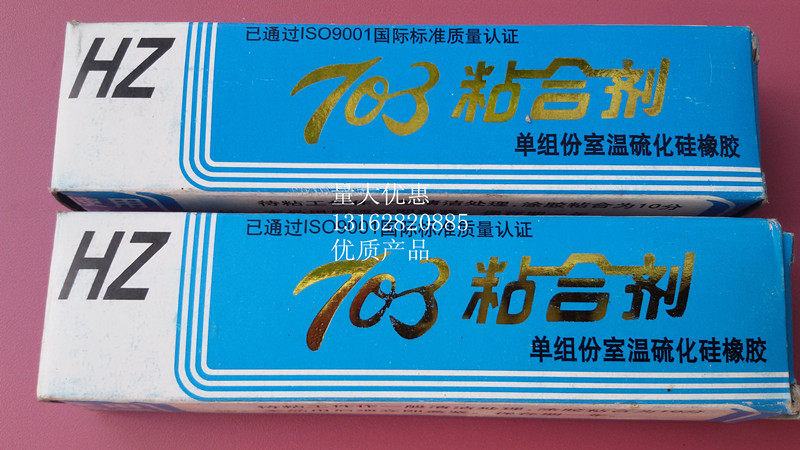 HZ
已通过ISO9001国际标准质量认证
703 粘合剂
单组份室温硫化硅橡胶
量大优惠
13162820885
优质产品
HZ
已通过ISO9001国际标准质量认证
703 粘合剂
单组份室温硫化硅橡胶